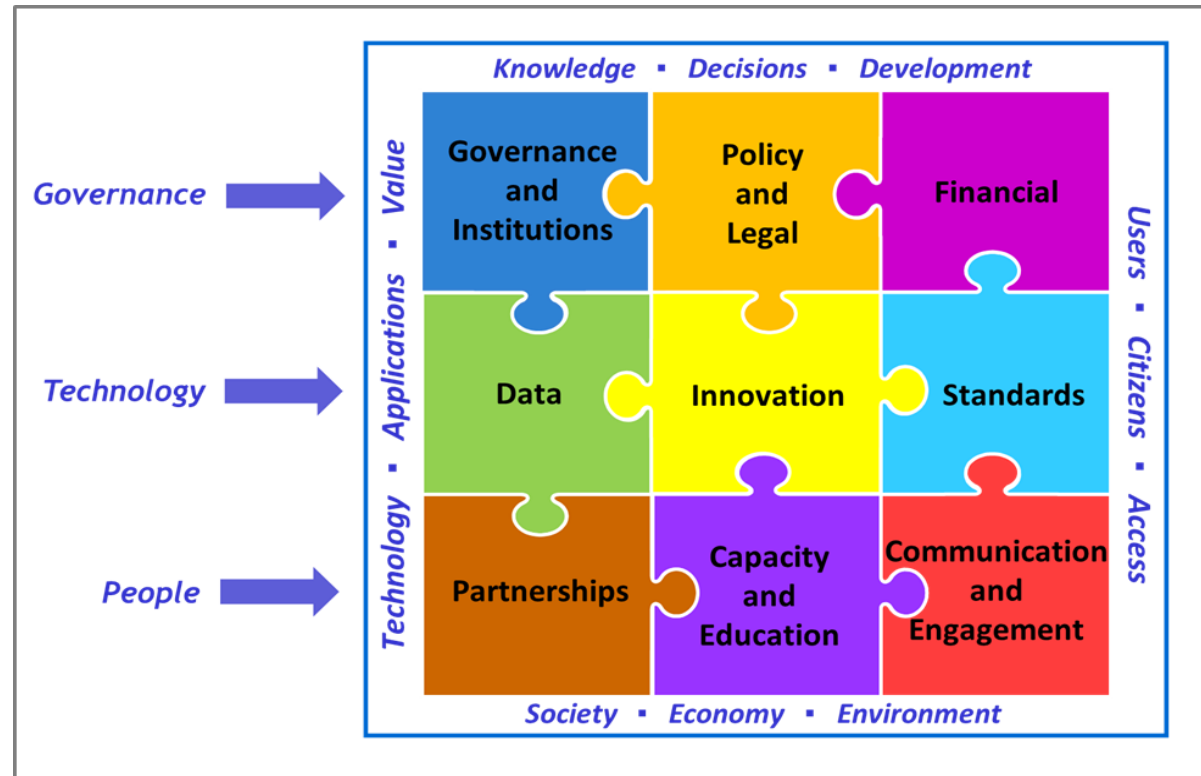 Knowledge ▪ Decisions ▪ Development
Governance
Technology
People
Technology ▪ Applications ▪ Value
Governance
and
Institutions
Policy
and
Legal
Financial
Data
Innovation
Standards
Partnerships
Capacity
and
Education
Communication
and
Engagement
Users ▪ Citizens ▪ Access
Society ▪ Economy ▪ Environment